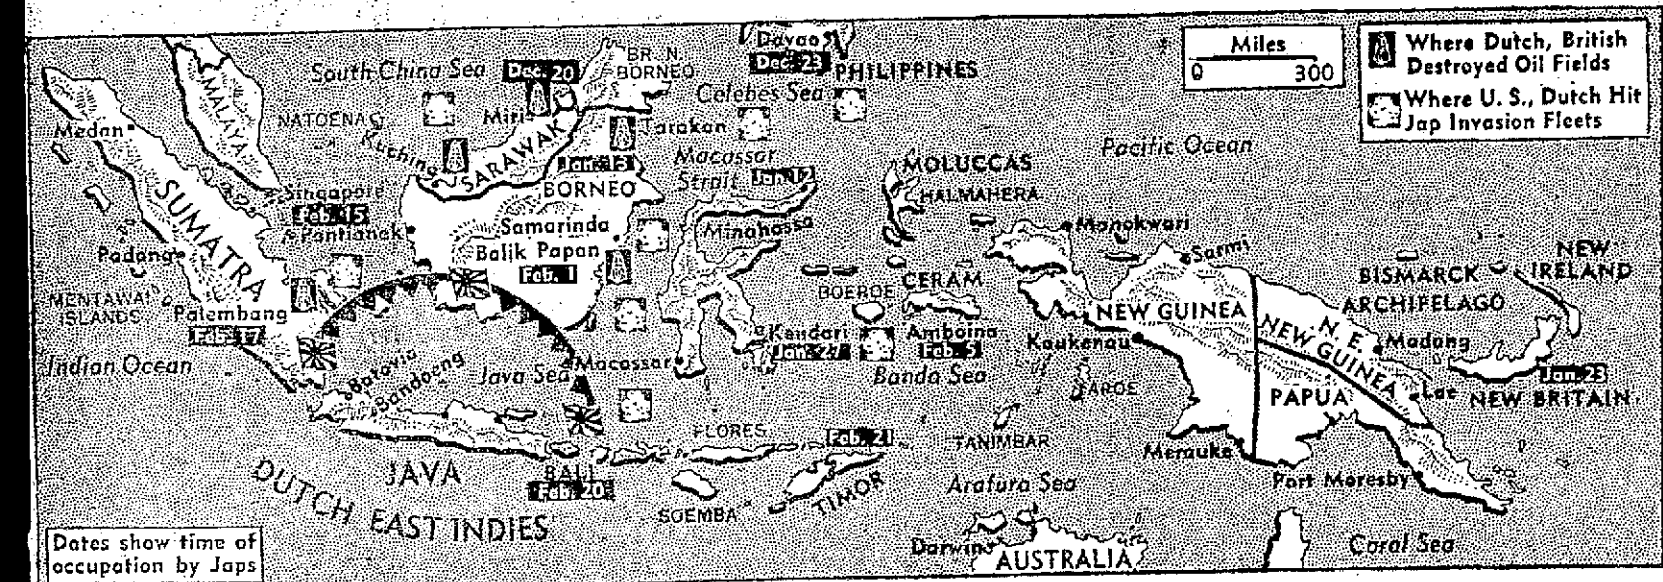 Miles
0 300
Where Dutch, British
Destroyed Oil Fields
Where U. S., Dutch Hit
Jap Invasion Fleets
Davao
Dec. 23
PHILIPPINES
Celebes Sea
South China Sea
Dec. 20
BR. N.
BORNEO
Miri
NATOENA
Kuching
SARAWAK
Tarakan
Macassar
Strait
Jan. 12
BORNEO
Samarinda
Balik Papan
Feb. 1
MALAYA
Medan
SUMATRA
Singapore
Feb. 15
Pontianak
Padang
MENTAWAI
ISLANDS
Palembang
Feb. 17
Indian Ocean
Batavia
Bandoeng
Java Sea
Macassar
Minahassa
Kendari
Jan. 27
MOLUCCAS
HALMAHERA
BOEROE
CERAM
Amboina
Feb. 5
Banda Sea
Pacific Ocean
Manokwari
Sarmi
NEW GUINEA
Kaukenau
AROE
TANIMBAR
N. E.
NEW GUINEA
Madang
Lae
PAPUA
Merauke
Port Moresby
BISMARCK
ARCHIPELAGO
NEW
IRELAND
Jan. 23
NEW BRITAIN
FLORES
Feb. 21
TIMOR
SOEMBA
BALI
Feb. 20
JAVA
DUTCH EAST INDIES
Arafura Sea
Darwin
AUSTRALIA
Coral Sea
Dates show time of
occupation by Japs